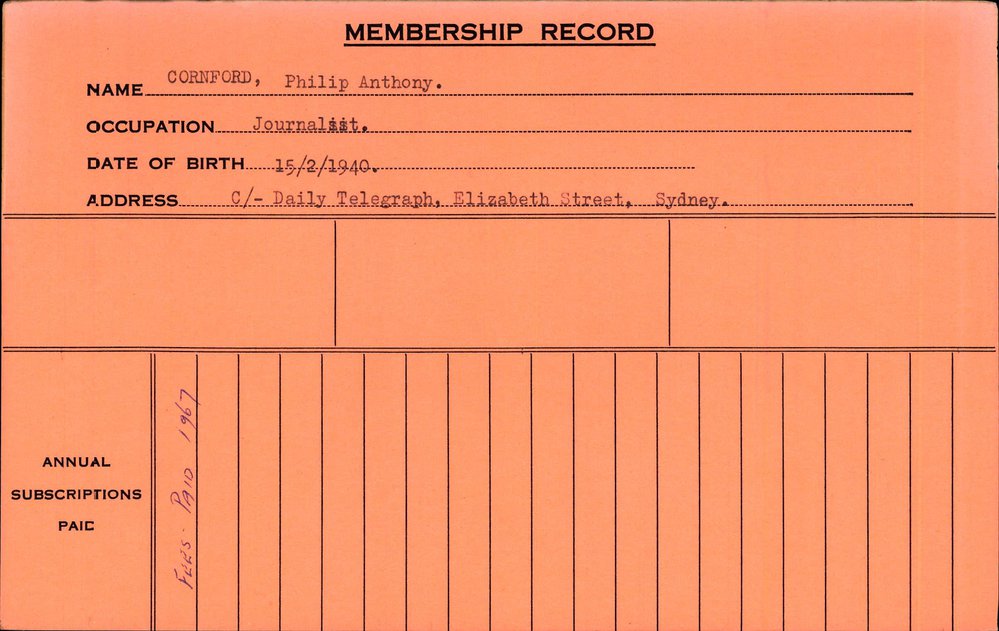 MEMBERSHIP RECORD
NAME CORNFORD, Philip Anthony.
OCCUPATION Journalist.
DATE OF BIRTH 15/2/1940.
ADDRESS C/- Daily Telegraph, Elizabeth Street, Sydney.
ANNUAL
SUBSCRIPTIONS
PAID
FEES - PAID 1967